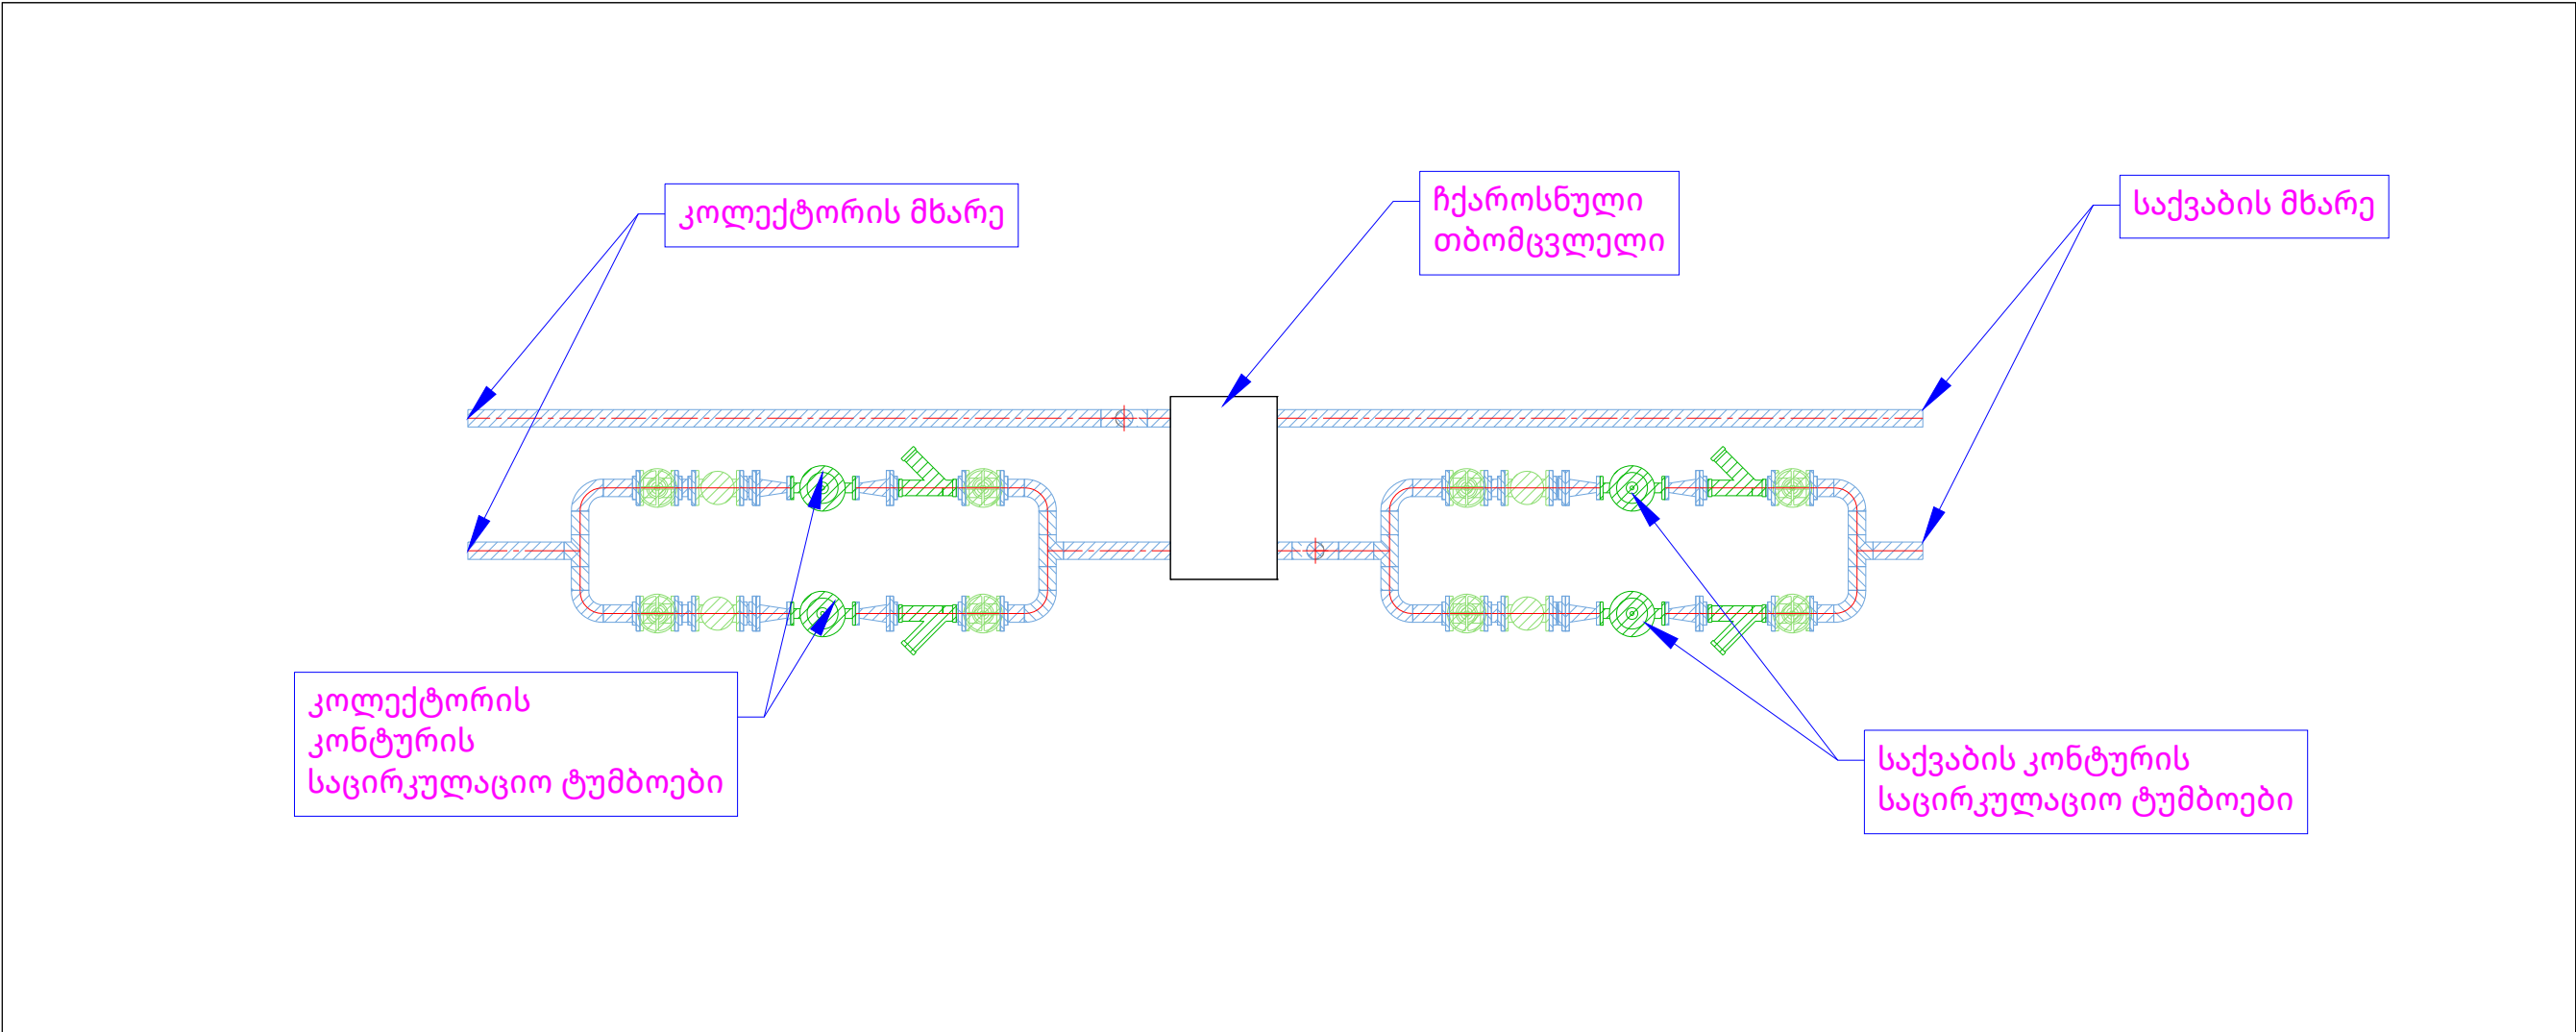 კოლექტორის მხარე
ჩქაროსნული
თბომცვლელი
საქვაბის მხარე
კოლექტორის
კონტურის
საცირკულაციო ტუმბოები
საქვაბის კონტურის
საცირკულაციო ტუმბოები